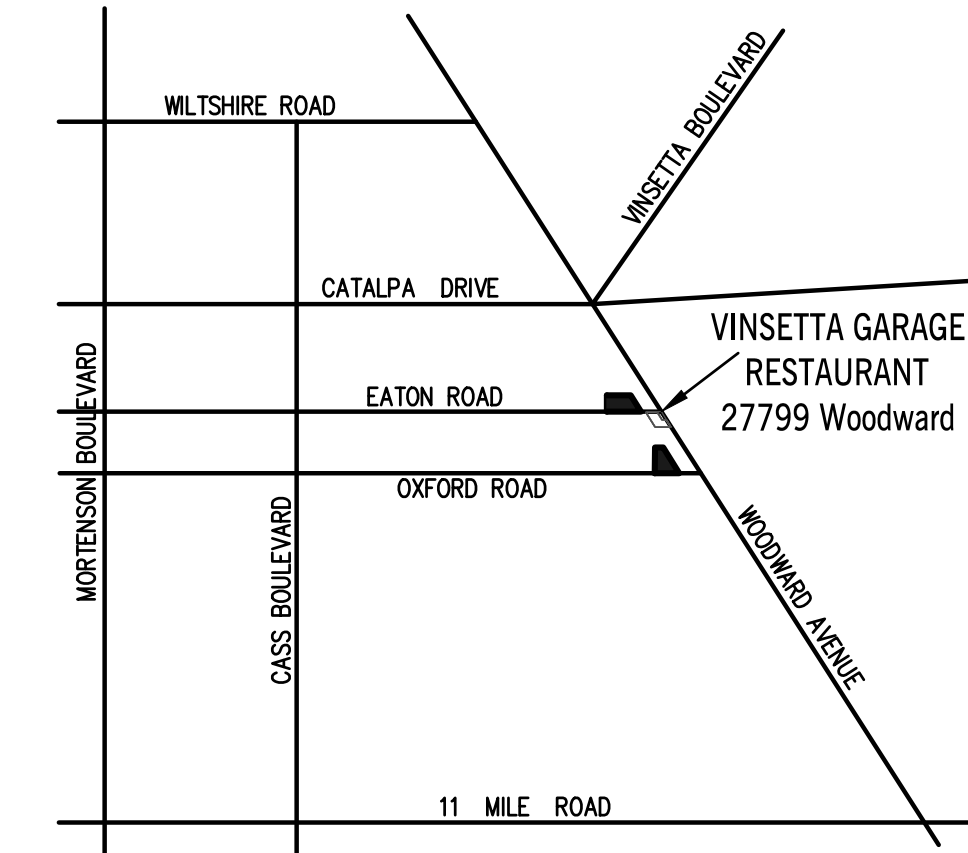 WILTSHIRE ROAD
VINSETTA BOULEVARD
CATALPA DRIVE
VINSETTA GARAGE
RESTAURANT
27799 Woodward
EATON ROAD
MORTENSON BOULEVARD
OXFORD ROAD
CASS BOULEVARD
WOODWARD AVENUE
11 MILE ROAD